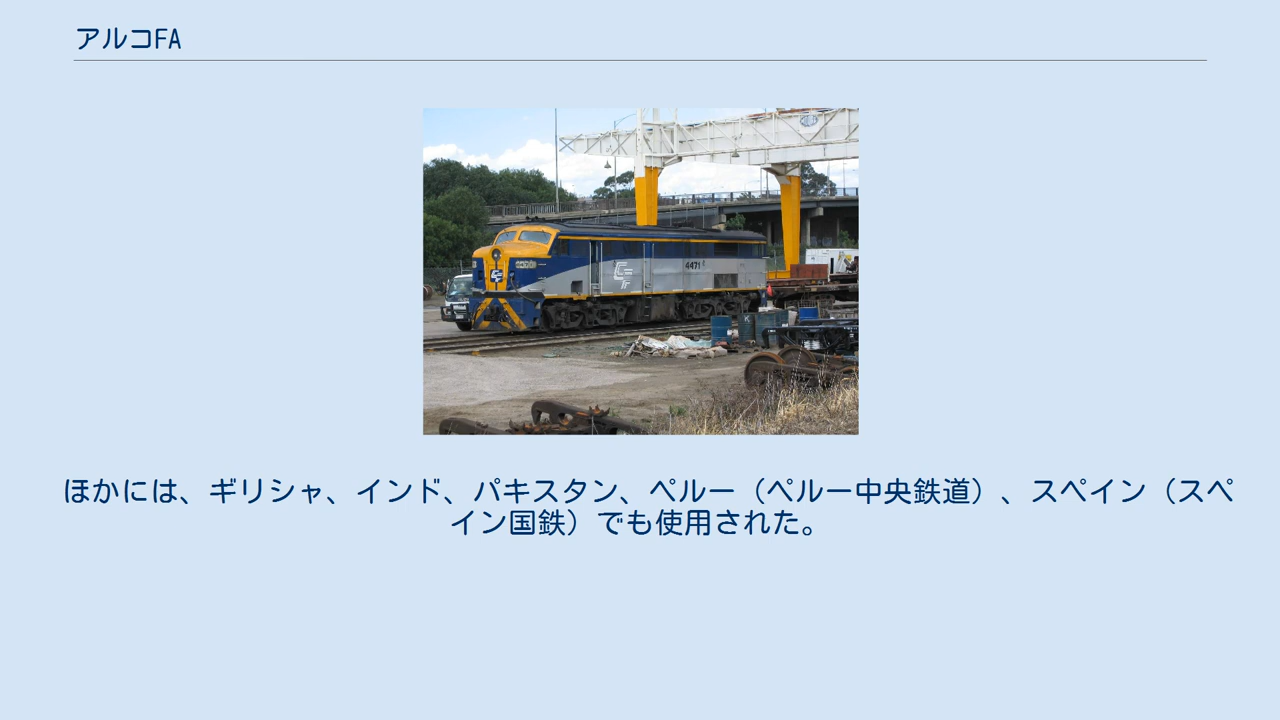 アルコFA
4471
K
ほかには、ギリシャ、インド、パキスタン、ペルー（ペルー中央鉄道）、スペイン（スペ
イン国鉄）でも使用された。